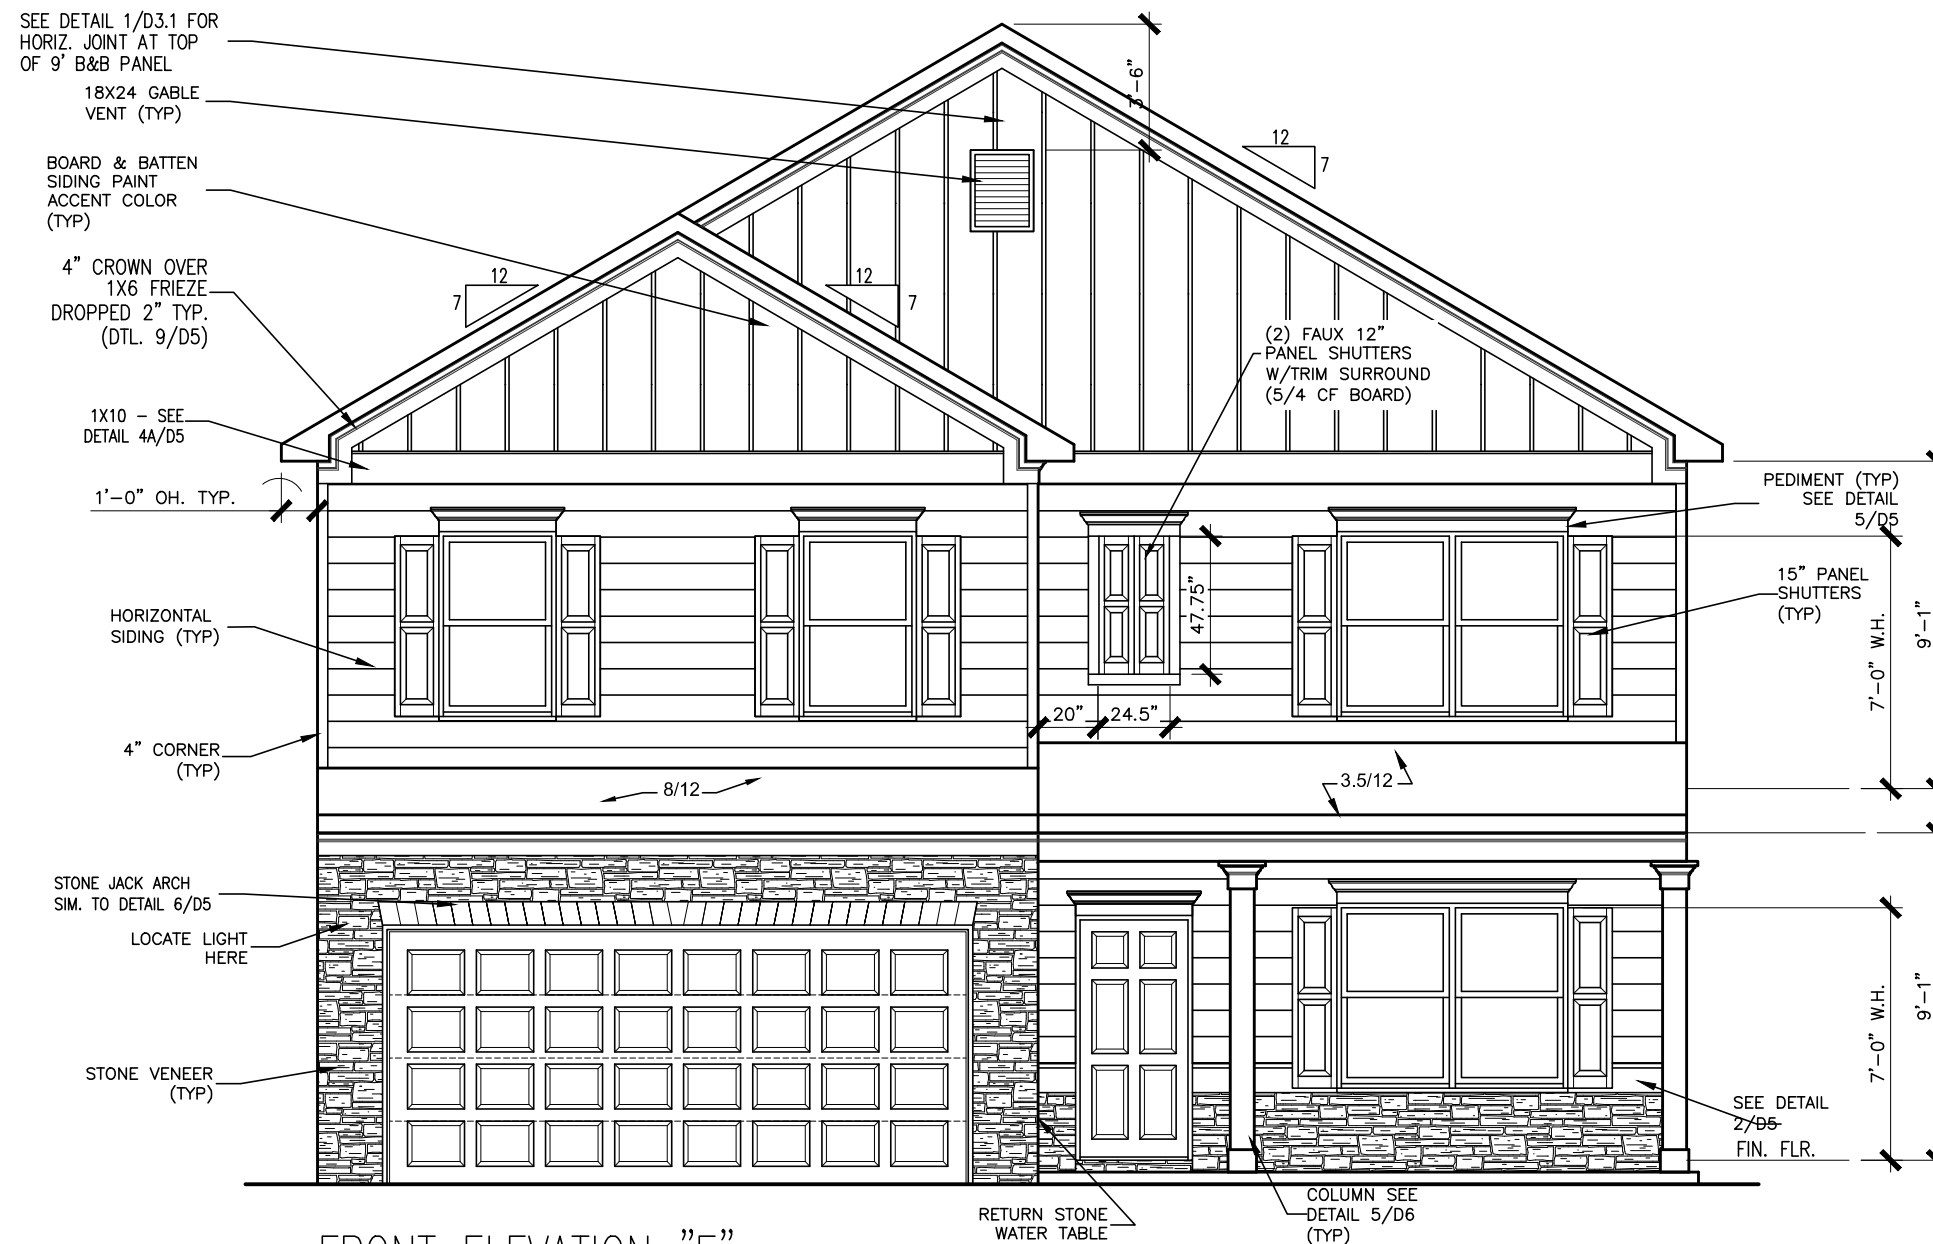 SEE DETAIL 1/D3.1 FOR
HORIZ. JOINT AT TOP
OF 9' B&B PANEL
18X24 GABLE
VENT (TYP)
BOARD & BATTEN
SIDING PAINT
ACCENT COLOR
(TYP)
4" CROWN OVER
1X6 FRIEZE
DROPPED 2" TYP.
(DTL. 9/D5)
1X10 – SEE
DETAIL 4A/D5
1'–0" OH. TYP.
HORIZONTAL
SIDING (TYP)
4" CORNER
(TYP)
STONE JACK ARCH
SIM. TO DETAIL 6/D5
LOCATE LIGHT
HERE
STONE VENEER
(TYP)
3'–6"
12
7
12
7
12
7
(2) FAUX 12"
PANEL SHUTTERS
W/TRIM SURROUND
(5/4 CF BOARD)
47.75"
20"
24.5"
8/12
3.5/12
PEDIMENT (TYP)
SEE DETAIL
5/D5
15" PANEL
SHUTTERS
(TYP)
7'–0" W.H.
9'–1"
7'–0" W.H.
9'–1"
SEE DETAIL
2/D5
FIN. FLR.
COLUMN SEE
DETAIL 5/D6
(TYP)
RETURN STONE
WATER TABLE
FRONT ELEVATION "F"